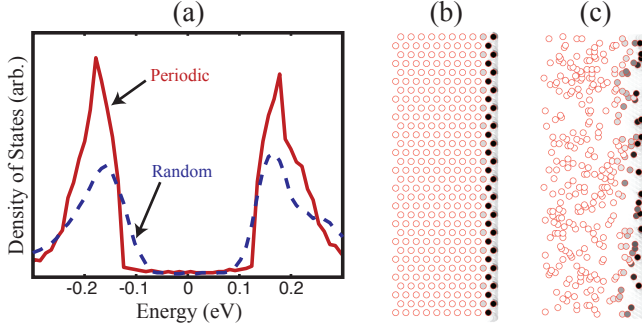 (a)
(b)
(c)
Density of States (arb.)
Periodic
Random
-0.2
-0.1
0
0.1
0.2
Energy (eV)